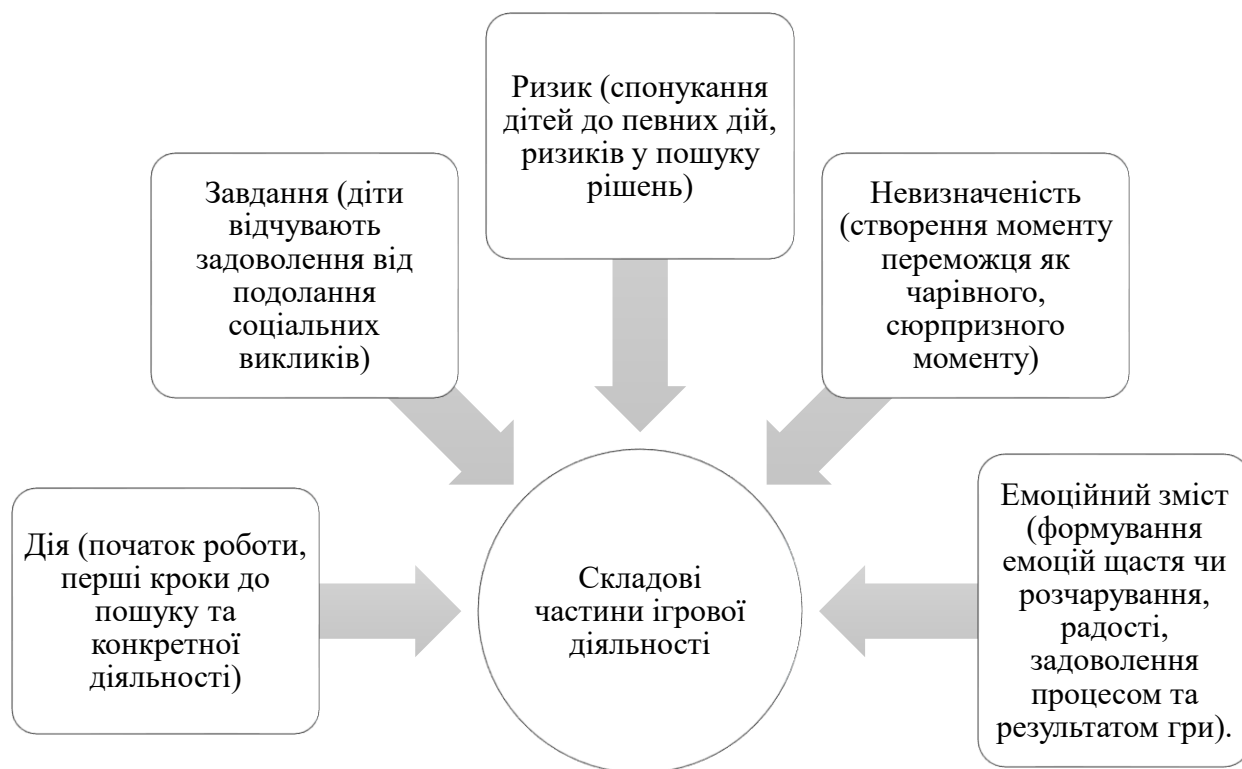 Дія (початок роботи,
перші кроки до
пошуку та
конкретної
діяльності)
Завдання (діти
відчувають
задоволення від
подолання
соціальних
викликів)
Ризик (спонукання
дітей до певних дій,
ризиків у пошуку
рішень)
Невизначеність
(створення моменту
переможця як
чарівного,
сюрпризного
моменту)
Емоційний зміст
(формування
емоцій щастя чи
розчарування,
радості,
задоволення
процесом та
результатом гри).
Складові
частини ігрової
діяльності